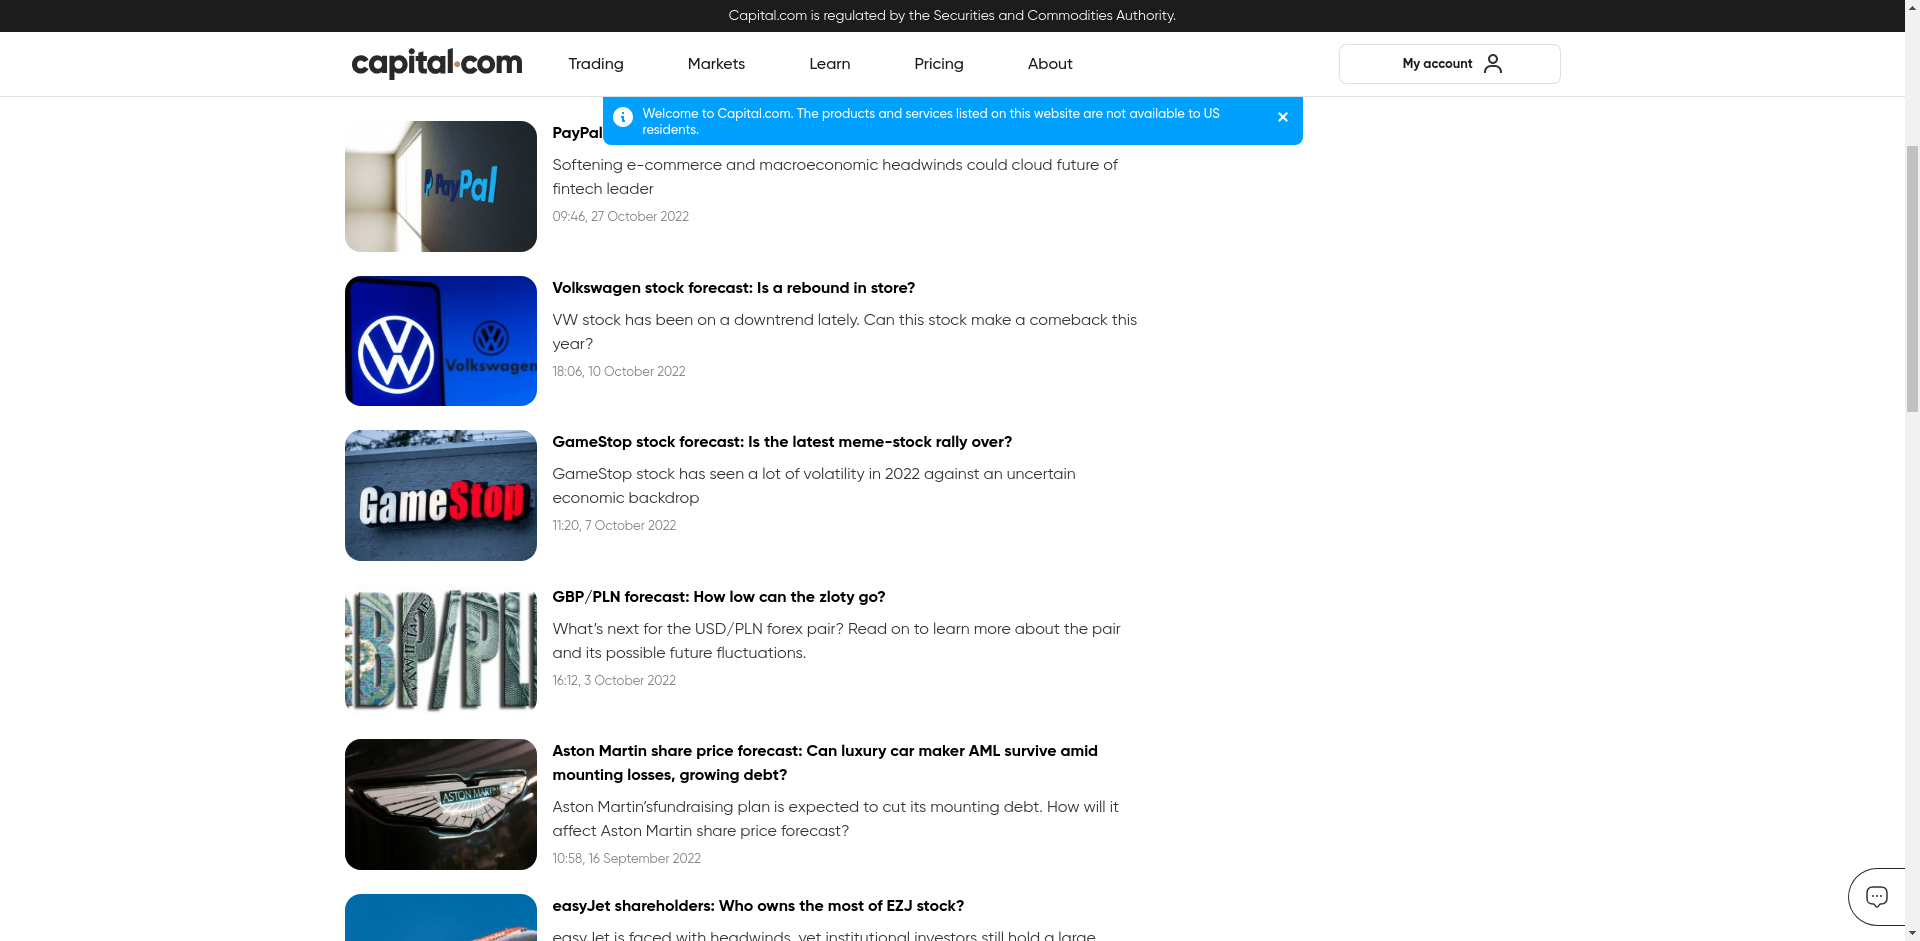 Capital.com is regulated by the Securities and Commodities Authority.
capital.com
Trading
Markets
Learn
Pricing
About
My account
Welcome to Capital.com. The products and services listed on this website are not available to US
residents.
PayPal
PayPal
Softening e-commerce and macroeconomic headwinds could cloud future of
fintech leader
09:46, 27 October 2022
Volkswagen
Volkswagen stock forecast: Is a rebound in store?
VW stock has been on a downtrend lately. Can this stock make a comeback this
year?
18:06, 10 October 2022
GameStop
GameStop stock forecast: Is the latest meme-stock rally over?
GameStop stock has seen a lot of volatility in 2022 against an uncertain
economic backdrop
11:20, 7 October 2022
BP/PL
GBP/PLN forecast: How low can the zloty go?
What’s next for the USD/PLN forex pair? Read on to learn more about the pair
and its possible future fluctuations.
16:12, 3 October 2022
ASTON MARTIN
Aston Martin share price forecast: Can luxury car maker AML survive amid
mounting losses, growing debt?
Aston Martin’sfundraising plan is expected to cut its mounting debt. How will it
affect Aston Martin share price forecast?
10:58, 16 September 2022
easyJet shareholders: Who owns the most of EZJ stock?
easyJet is faced with headwinds, yet institutional investors still hold a large